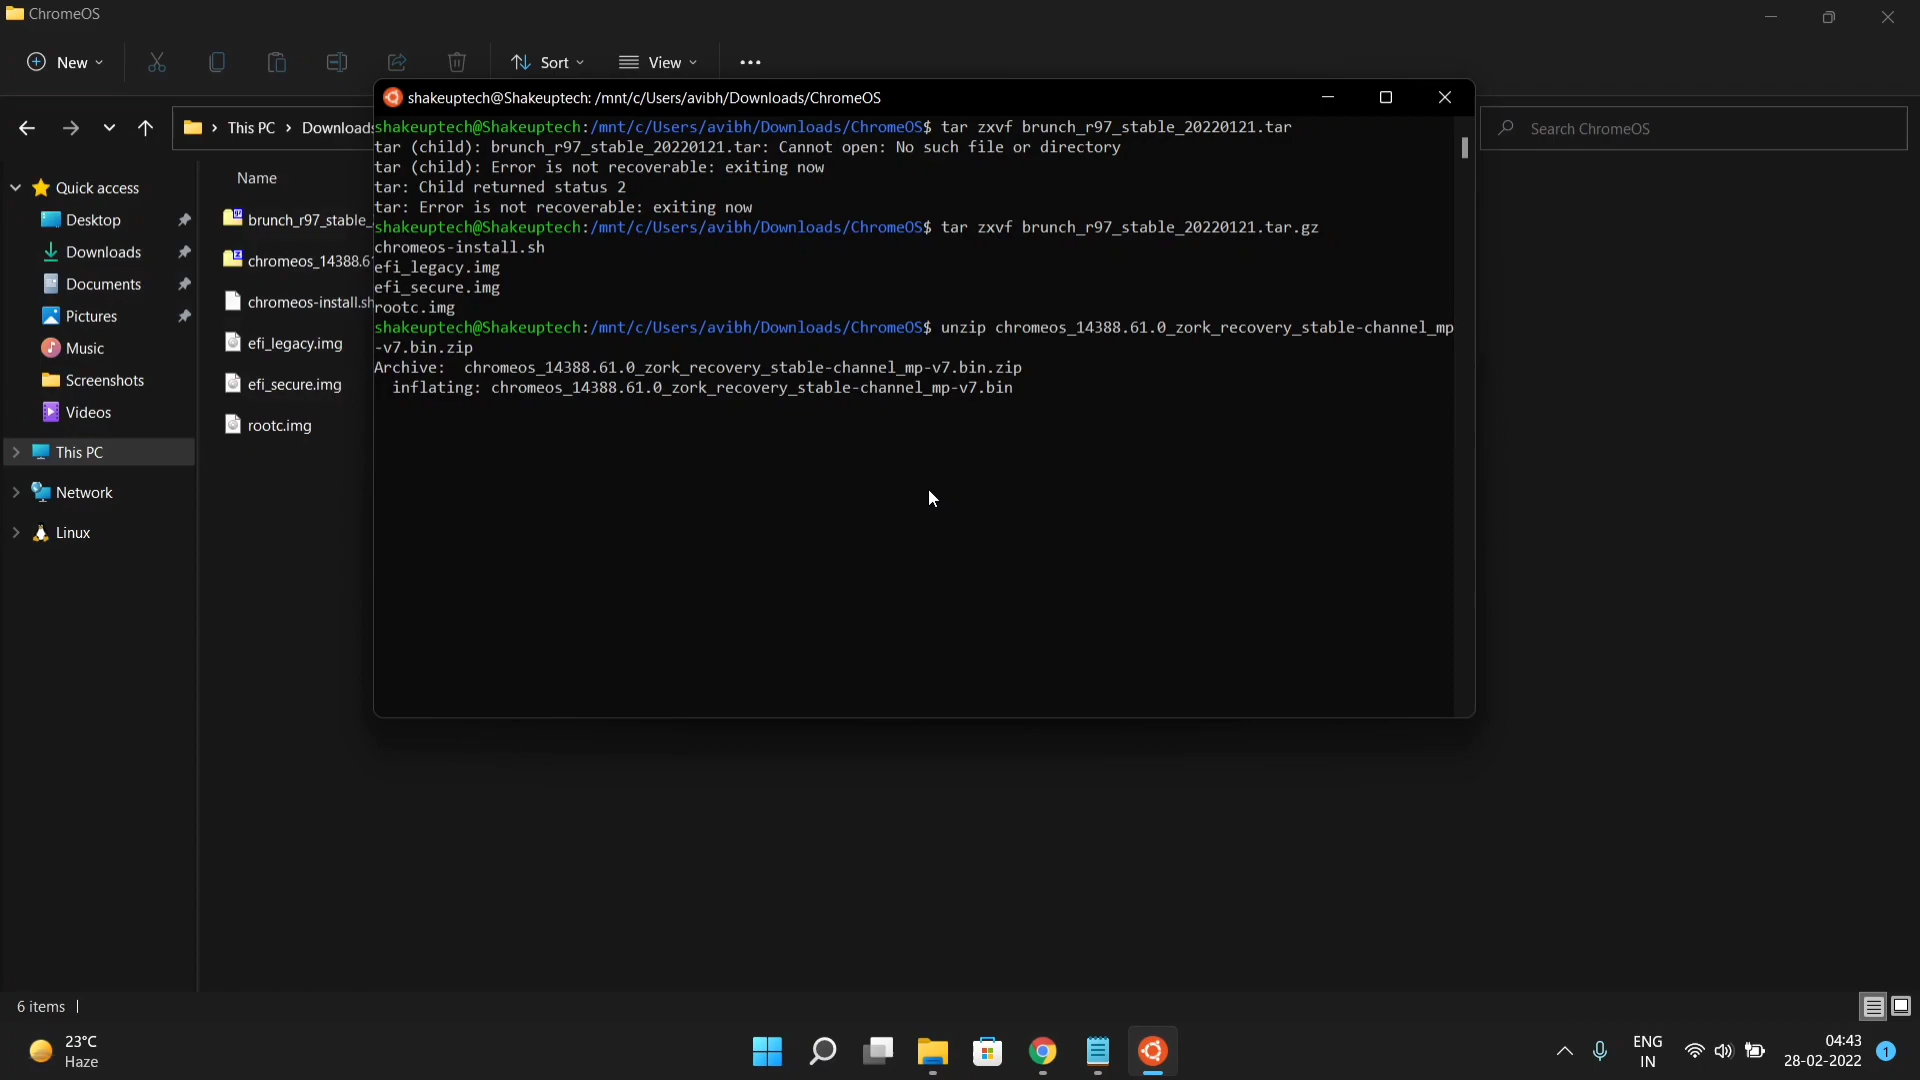 ChromeOS
New
Sort
View
shakeuptech@Shakeuptech: /mnt/c/Users/avibh/Downloads/ChromeOS
This PC
Downloads
Search ChromeOS
shakeuptech@Shakeuptech:/mnt/c/Users/avibh/Downloads/ChromeOS$ tar zxvf brunch_r97_stable_20220121.tar
tar (child): brunch_r97_stable_20220121.tar: Cannot open: No such file or directory
tar (child): Error is not recoverable: exiting now
tar: Child returned status 2
tar: Error is not recoverable: exiting now
shakeuptech@Shakeuptech:/mnt/c/Users/avibh/Downloads/ChromeOS$ tar zxvf brunch_r97_stable_20220121.tar.gz
chromeos-install.sh
efi_legacy.img
efi_secure.img
rootc.img
shakeuptech@Shakeuptech:/mnt/c/Users/avibh/Downloads/ChromeOS$ unzip chromeos_14388.61.0_zork_recovery_stable-channel_mp
-v7.bin.zip
Archive:  chromeos_14388.61.0_zork_recovery_stable-channel_mp-v7.bin.zip
  inflating: chromeos_14388.61.0_zork_recovery_stable-channel_mp-v7.bin
Quick access
Desktop
Downloads
Documents
Pictures
Music
Screenshots
Videos
This PC
Network
Linux
Name
brunch_r97_stable_
chromeos_14388.61
chromeos-install.sh
efi_legacy.img
efi_secure.img
rootc.img
6 items
23°C
Haze
ENG
IN
04:43
28-02-2022
1